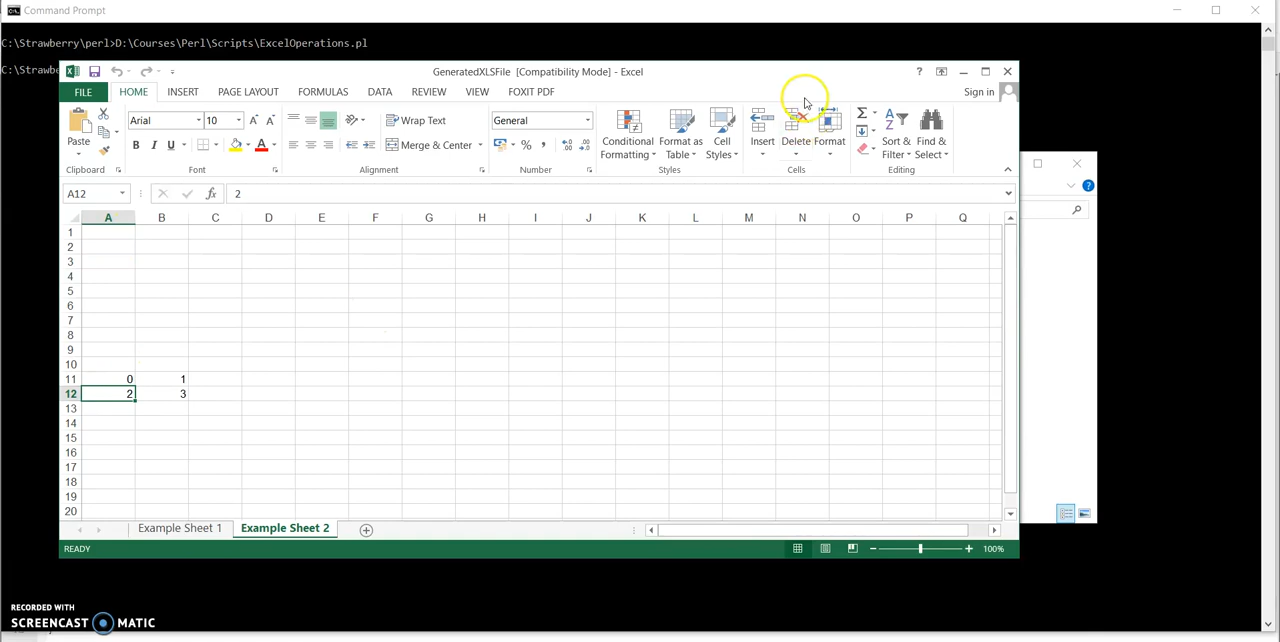 Command Prompt
C:\Strawberry\perl>D:\Courses\Perl\Scripts\ExcelOperations.pl
C:\Strawbe
GeneratedXLSFile [Compatibility Mode] - Excel
?
FILE HOME INSERT PAGE LAYOUT FORMULAS DATA REVIEW VIEW FOXIT PDF Sign in
Paste
Arial 10
B I U A
Wrap Text
Merge & Center
General
%
Conditional Formatting
Format as Table
Cell Styles
Insert Delete Format
Sort & Filter
Find & Select
Clipboard Font Alignment Number Styles Cells Editing
A12 fx 2
A B C D E F G H I J K L M N O P Q
1
2
3
4
5
6
7
8
9
10
11 0 1
12 2 3
13
14
15
16
17
18
19
20
Example Sheet 1 Example Sheet 2
READY 100%
RECORDED WITH
SCREENCAST MATIC